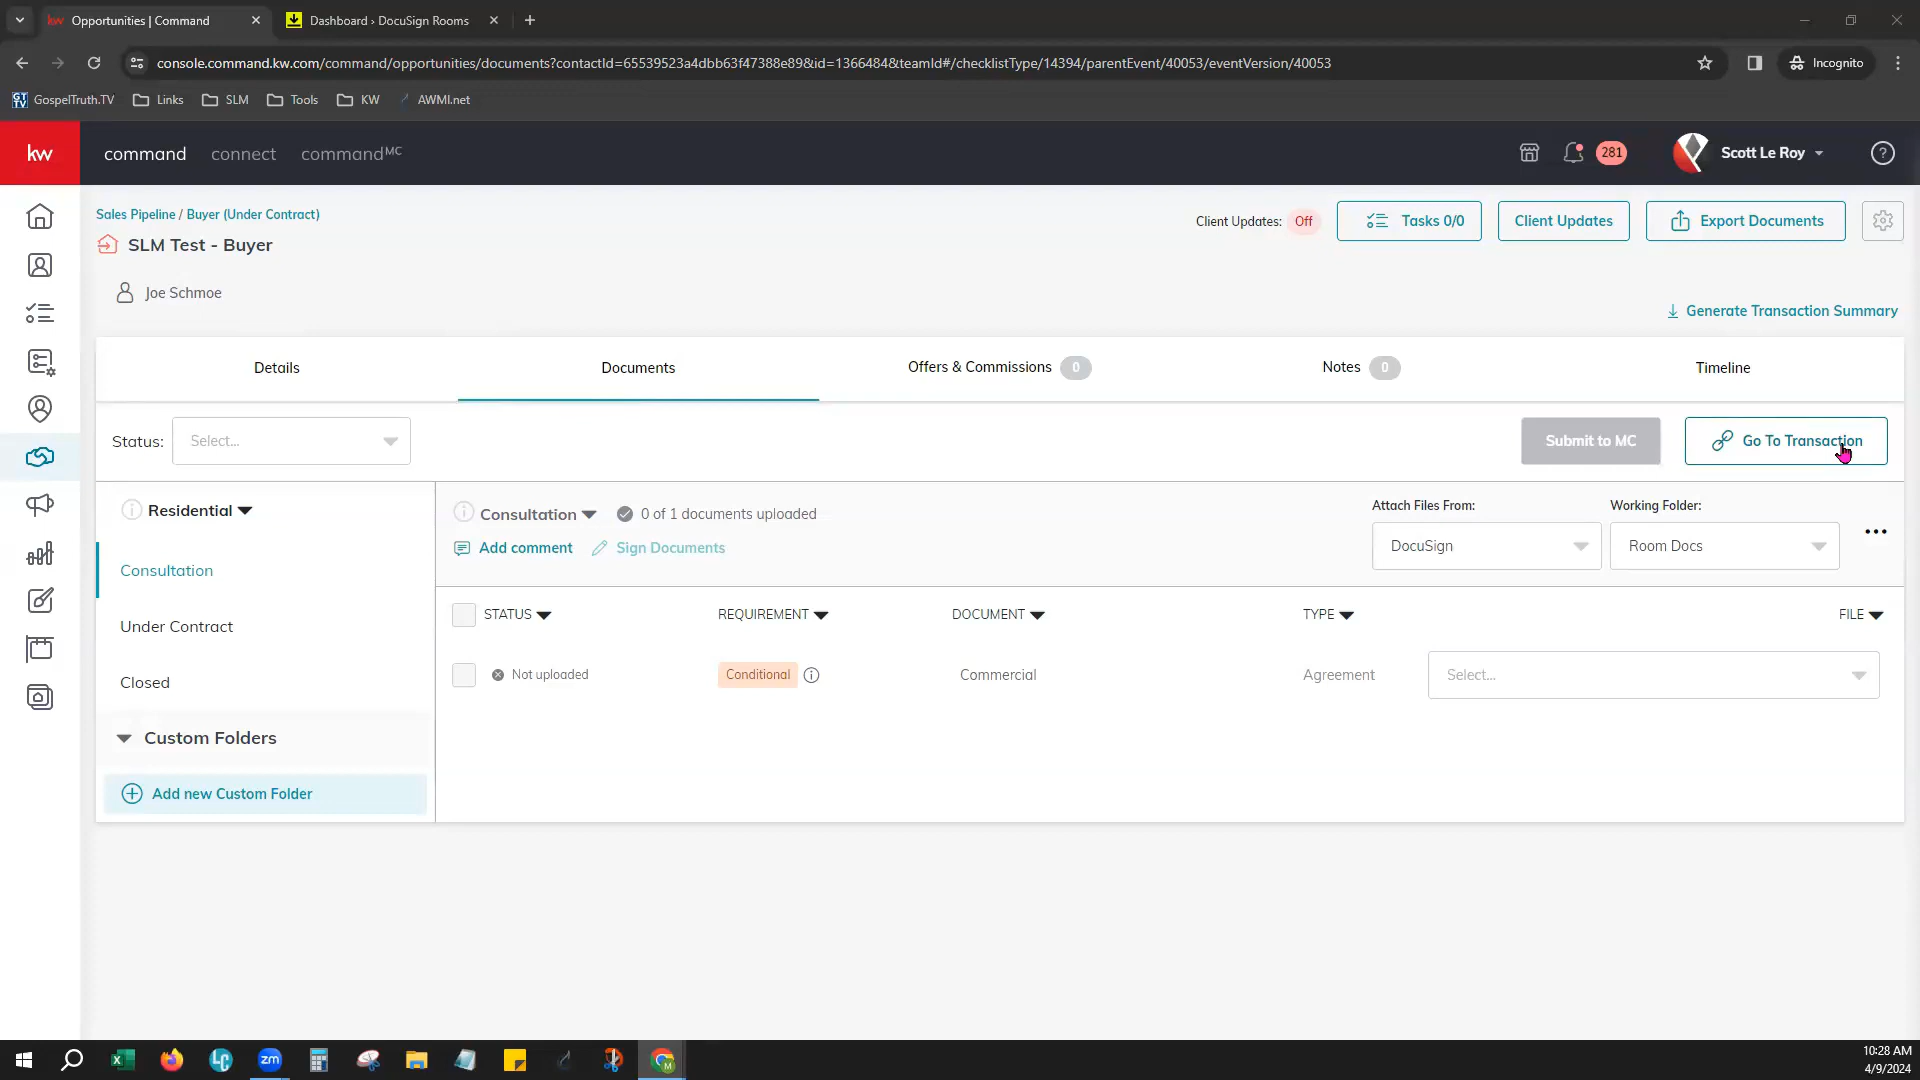 kw Opportunities | Command
Dashboard › DocuSign Rooms
console.command.kw.com/command/opportunities/documents?contactId=65539523a4dbb63f47388e89&id=1366484&teamId#/checklistType/14394/parentEvent/40053/eventVersion/40053
Incognito
GT TV GospelTruth.TV Links SLM Tools KW AWMI.net
kw command connect commandMC 281 Scott Le Roy ?
Sales Pipeline / Buyer (Under Contract)
SLM Test - Buyer
Client Updates: Off Tasks 0/0 Client Updates Export Documents
Joe Schmoe
Generate Transaction Summary
Details Documents Offers & Commissions 0 Notes 0 Timeline
Status: Select... Submit to MC Go To Transaction
Residential
Consultation
Under Contract
Closed
Custom Folders
Add new Custom Folder
Consultation 0 of 1 documents uploaded
Add comment Sign Documents
Attach Files From: Working Folder:
DocuSign Room Docs
STATUS REQUIREMENT DOCUMENT TYPE FILE
Not uploaded Conditional Commercial Agreement Select...
LC zm M
10:28 AM
4/9/2024